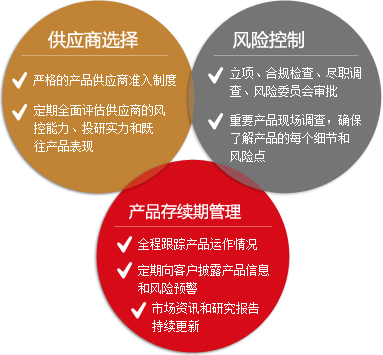 供应商选择
严格的产品供应商准入制度
定期全面评估供应商的风
控能力、投研实力和既
往产品表现
风险控制
立项、合规检查、尽职调
查、风险委员会审批
重要产品现场调查，确保
了解产品的每个细节和
风险点
产品存续期管理
全程跟踪产品运作情况
定期向客户披露产品信息
和风险预警
市场资讯和研究报告
持续更新